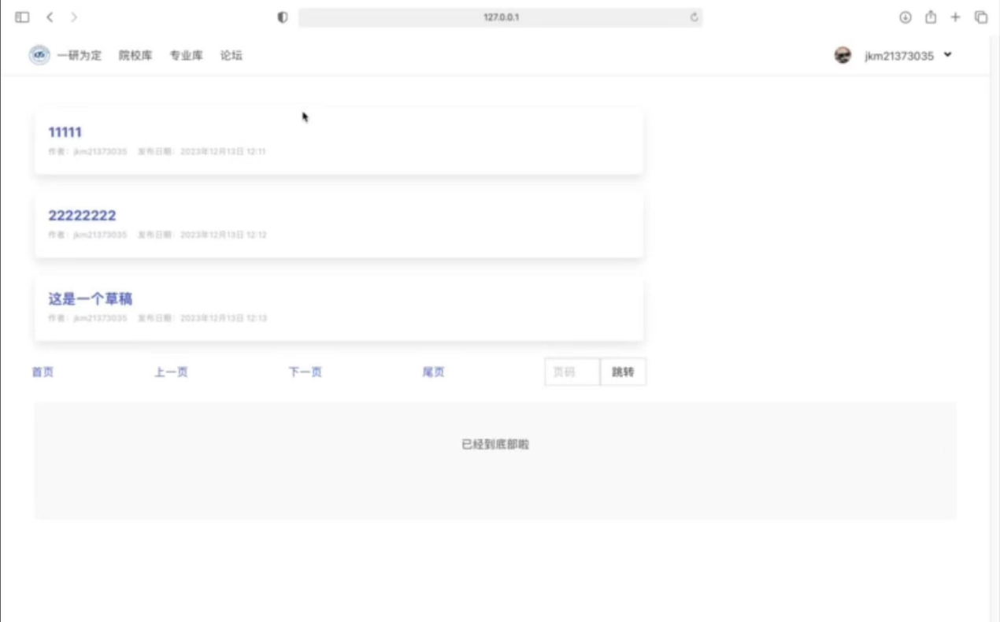 127.0.0.1
一研为定 院校库 专业库 论坛 jkm21373035
11111
作者：jkm21373035 发布日期：2023年12月13日 12:11
22222222
作者：jkm21373035 发布日期：2023年12月13日 12:12
这是一个草稿
作者：jkm21373035 发布日期：2023年12月13日 12:13
首页 上一页 下一页 尾页 页码 跳转
已经到底部啦